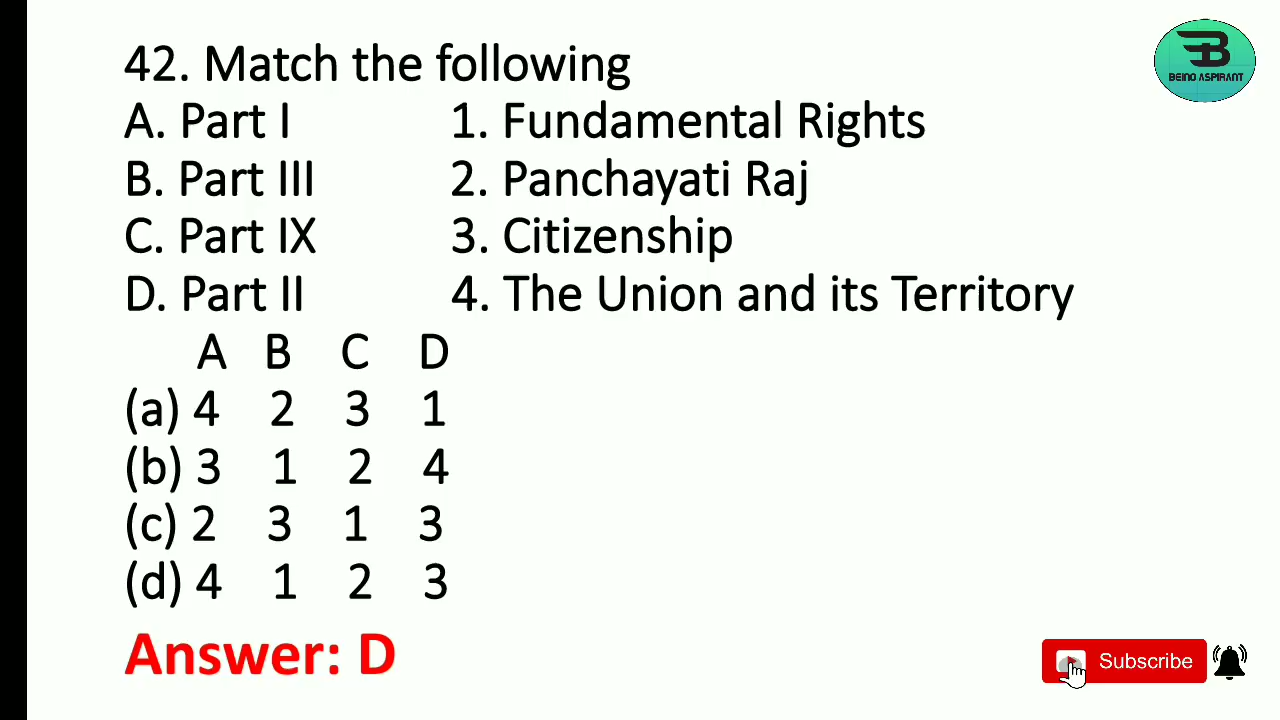 42. Match the following
A. Part I 1. Fundamental Rights
B. Part III 2. Panchayati Raj
C. Part IX 3. Citizenship
D. Part II 4. The Union and its Territory
A B C D
(a) 4 2 3 1
(b) 3 1 2 4
(c) 2 3 1 3
(d) 4 1 2 3
Answer: D
B
BEINO ASPIRANT
Subscribe